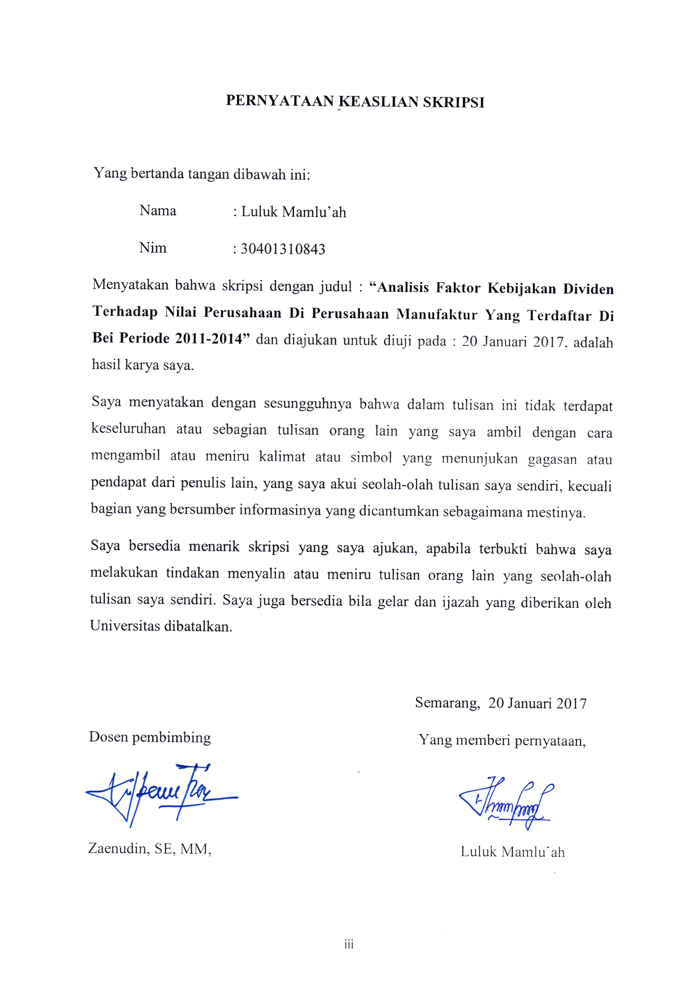 PERNYATAAN KEASLIAN SKRIPSI
Yang bertanda tangan dibawah ini:
Nama : Luluk Mamlu’ah
Nim : 30401310843
Menyatakan bahwa skripsi dengan judul : “Analisis Faktor Kebijakan Dividen
Terhadap Nilai Perusahaan Di Perusahaan Manufaktur Yang Terdaftar Di
Bei Periode 2011-2014” dan diajukan untuk diuji pada : 20 Januari 2017, adalah
hasil karya saya.
Saya menyatakan dengan sesungguhnya bahwa dalam tulisan ini tidak terdapat
keseluruhan atau sebagian tulisan orang lain yang saya ambil dengan cara
mengambil atau meniru kalimat atau simbol yang menunjukan gagasan atau
pendapat dari penulis lain, yang saya akui seolah-olah tulisan saya sendiri, kecuali
bagian yang bersumber informasinya yang dicantumkan sebagaimana mestinya.
Saya bersedia menarik skripsi yang saya ajukan, apabila terbukti bahwa saya
melakukan tindakan menyalin atau meniru tulisan orang lain yang seolah-olah
tulisan saya sendiri. Saya juga bersedia bila gelar dan ijazah yang diberikan oleh
Universitas dibatalkan.
Semarang, 20 Januari 2017
Dosen pembimbing Yang memberi pernyataan,
Zaenudin, SE, MM, Luluk Mamlu’ah
iii